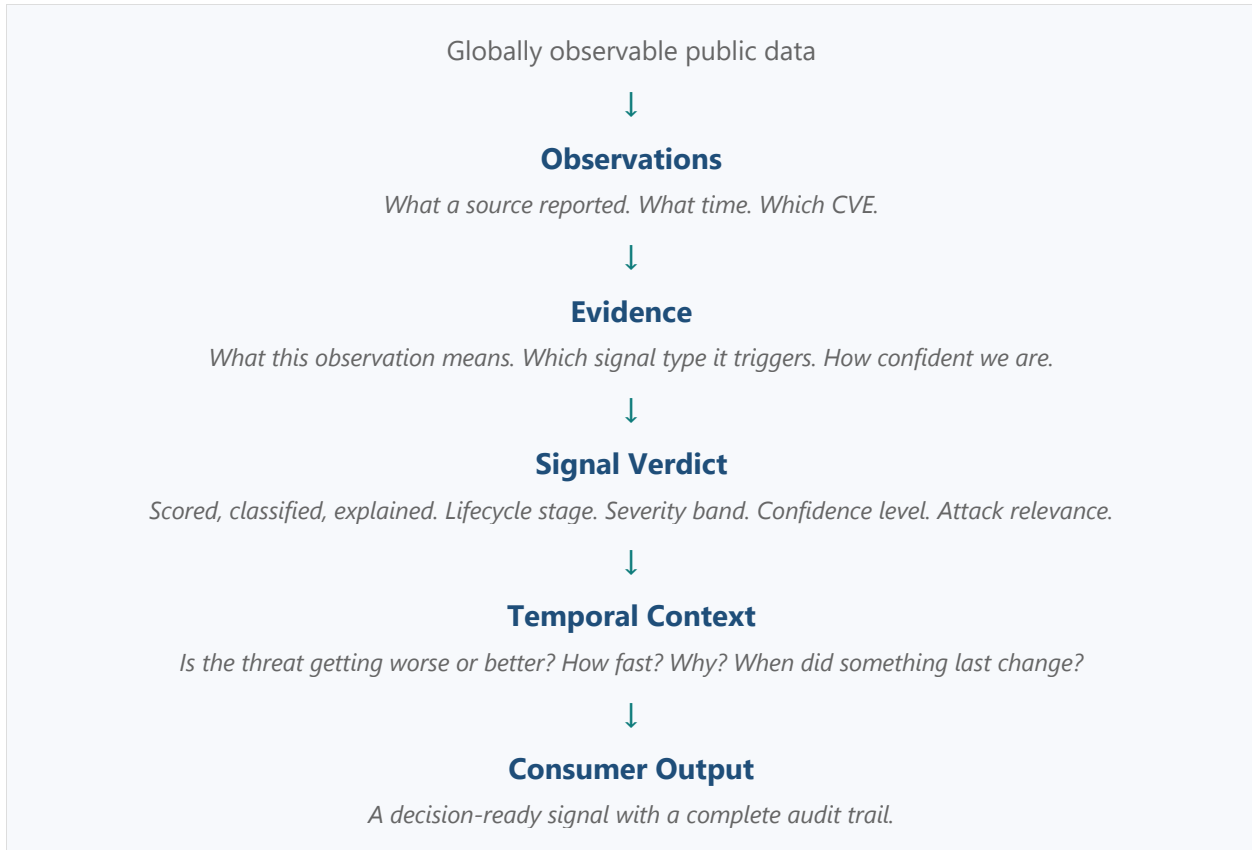 Globally observable public data
↓
Observations
What a source reported. What time. Which CVE.
↓
Evidence
What this observation means. Which signal type it triggers. How confident we are.
↓
Signal Verdict
Scored, classified, explained. Lifecycle stage. Severity band. Confidence level. Attack relevance.
↓
Temporal Context
Is the threat getting worse or better? How fast? Why? When did something last change?
↓
Consumer Output
A decision-ready signal with a complete audit trail.